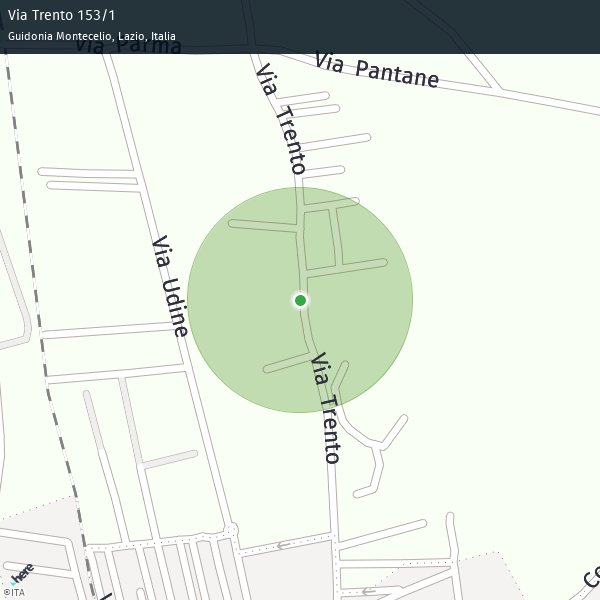 Via Trento 153/1
Guidonia Montecelio, Lazio, Italia
Via Parma
Via Pantane
Via Trento
Via Udine
Via Trento
here
©ITA